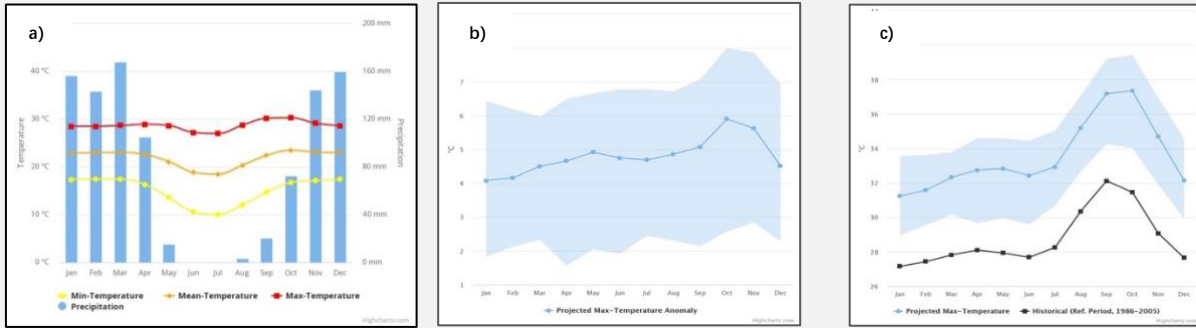 a)
200 mm
40 °C
160 mm
30 °C
120 mm
20 °C
80 mm
10 °C
40 mm
0 °C
0 mm
Temperature
Precipitation
Jan Feb Mar Apr May Jun Jul Aug Sep Oct Nov Dec
Min-Temperature Mean-Temperature Max-Temperature
Precipitation
Highcharts.com
b)
7
6
5
4
3
2
1
°C
Jan Feb Mar Apr May Jun Jul Aug Sep Oct Nov Dec
Projected Max-Temperature Anomaly
Highcharts.com
c)
38
36
34
32
30
28
26
°C
Jan Feb Mar Apr May Jun Jul Aug Sep Oct Nov Dec
Projected Max-Temperature Historical (Ref. Period, 1986-2005)
Highcharts.com